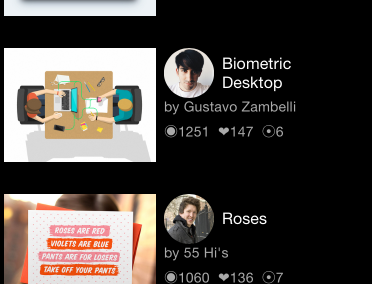 Biometric
Desktop
by Gustavo Zambelli
1251 ❤147 6
ROSES ARE RED
VIOLETS ARE BLUE
PANTS ARE FOR LOSERS
TAKE OFF YOUR PANTS
Roses
by 55 Hi's
1060 ❤136 7